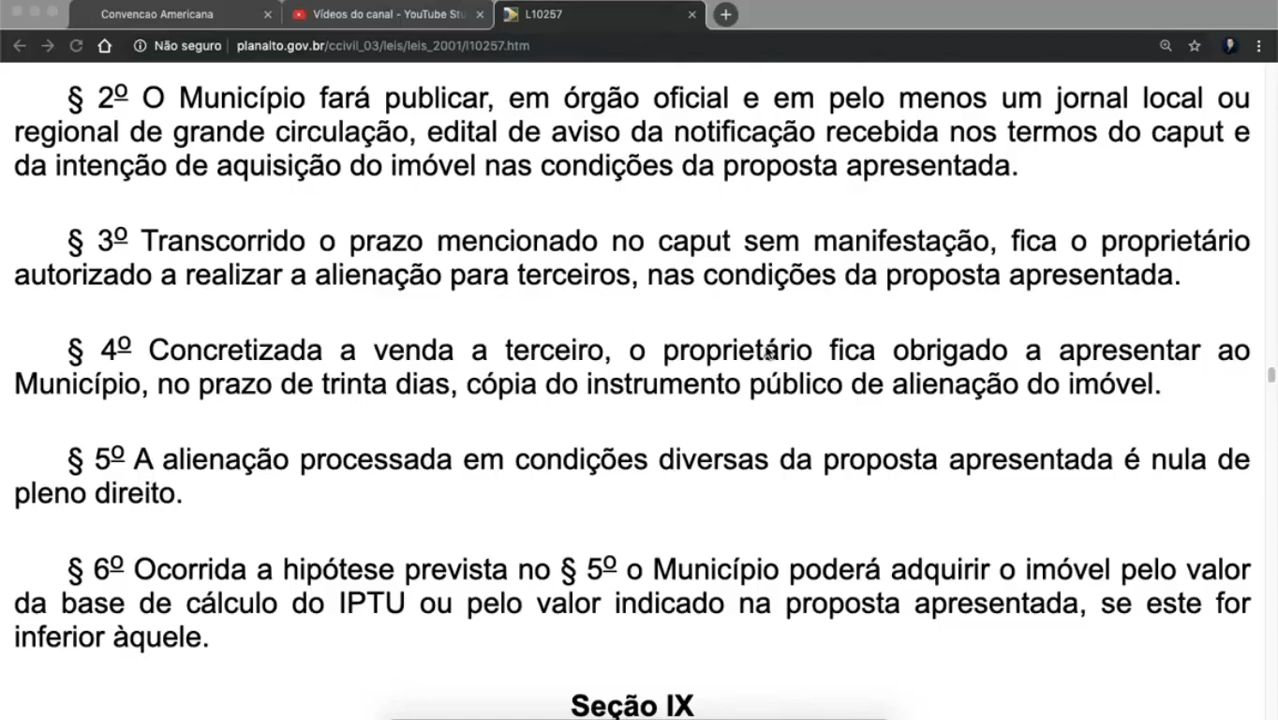 Convencao Americana
Vídeos do canal - YouTube Stu
L10257
Não seguro planalto.gov.br/ccivil_03/leis/leis_2001/l10257.htm
§ 2º O Município fará publicar, em órgão oficial e em pelo menos um jornal local ou
regional de grande circulação, edital de aviso da notificação recebida nos termos do caput e
da intenção de aquisição do imóvel nas condições da proposta apresentada.
§ 3º Transcorrido o prazo mencionado no caput sem manifestação, fica o proprietário
autorizado a realizar a alienação para terceiros, nas condições da proposta apresentada.
§ 4º Concretizada a venda a terceiro, o proprietário fica obrigado a apresentar ao
Município, no prazo de trinta dias, cópia do instrumento público de alienação do imóvel.
§ 5º A alienação processada em condições diversas da proposta apresentada é nula de
pleno direito.
§ 6º Ocorrida a hipótese prevista no § 5º o Município poderá adquirir o imóvel pelo valor
da base de cálculo do IPTU ou pelo valor indicado na proposta apresentada, se este for
inferior àquele.
Seção IX